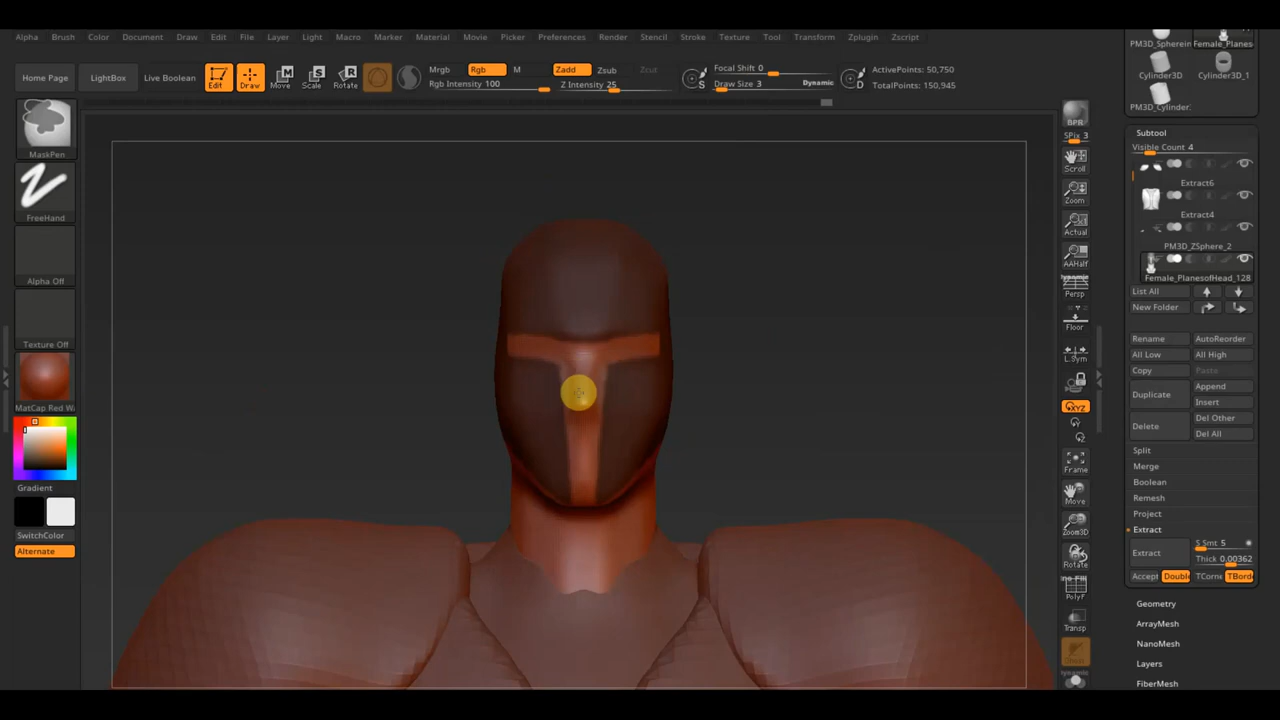 Alpha Brush Color Document Draw Edit File Layer Light Macro Marker Material Movie Picker Preferences Render Stencil Stroke Texture Tool Transform Zplugin Zscript
PM3D_Spherein Female_Planes
Home Page LightBox Live Boolean Edit Draw Move Scale Rotate
Mrgb Rgb M Zadd Zsub Zcut
Rgb Intensity 100 Z Intensity 25
Focal Shift 0
Draw Size 3 Dynamic
S D
ActivePoints: 50,750
TotalPoints: 150,945
Cylinder3D Cylinder3D_1
PM3D_Cylinder
MaskPen
FreeHand
Alpha Off
Texture Off
MatCap Red Wa
Gradient
SwitchColor
Alternate
BPR
SPix 3
Scroll
Zoom
Actual
AAHalf
Persp
Floor
L.Sym
XYZ
Frame
Move
Zoom3D
Rotate
PolyF
Transp
Subtool
Visible Count 4
Extract6
Extract4
PM3D_ZSphere_2
Female_PlanesofHead_128
List All
New Folder
Rename AutoReorder
All Low All High
Copy Paste
Duplicate Append
Insert
Delete Del Other
Del All
Split
Merge
Boolean
Remesh
Project
Extract
Extract S Smt 5
Thick 0.00362
Accept Double TCorne TBorde
Geometry
ArrayMesh
NanoMesh
Layers
FiberMesh